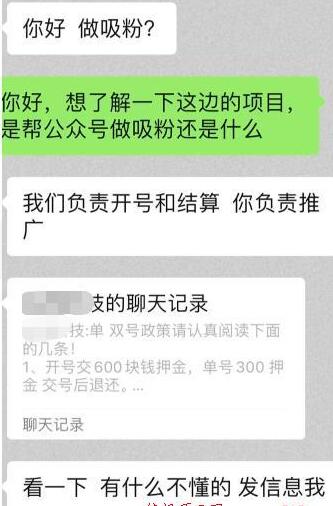 你好 做吸粉?
你好，想了解一下这边的项目，
是帮公众号做吸粉还是什么
我们负责开号和结算 你负责推
广
技的聊天记录
技:单 双号政策请认真阅读下面
的几条！
1、开号交600块钱押金，单号300 押
金 交号后退还。...
聊天记录
看一下 有什么不懂的 发信息我